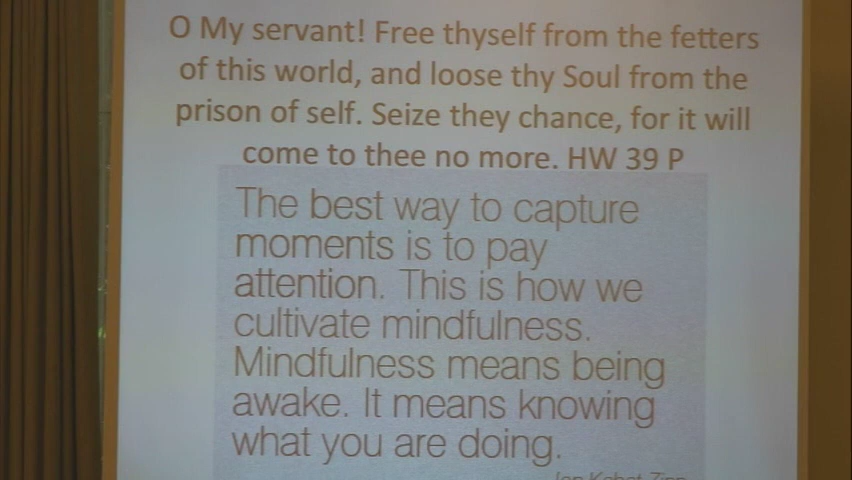 O My servant! Free thyself from the fetters
of this world, and loose thy Soul from the
prison of self. Seize they chance, for it will
come to thee no more. HW 39 P
The best way to capture
moments is to pay
attention. This is how we
cultivate mindfulness.
Mindfulness means being
awake. It means knowing
what you are doing.